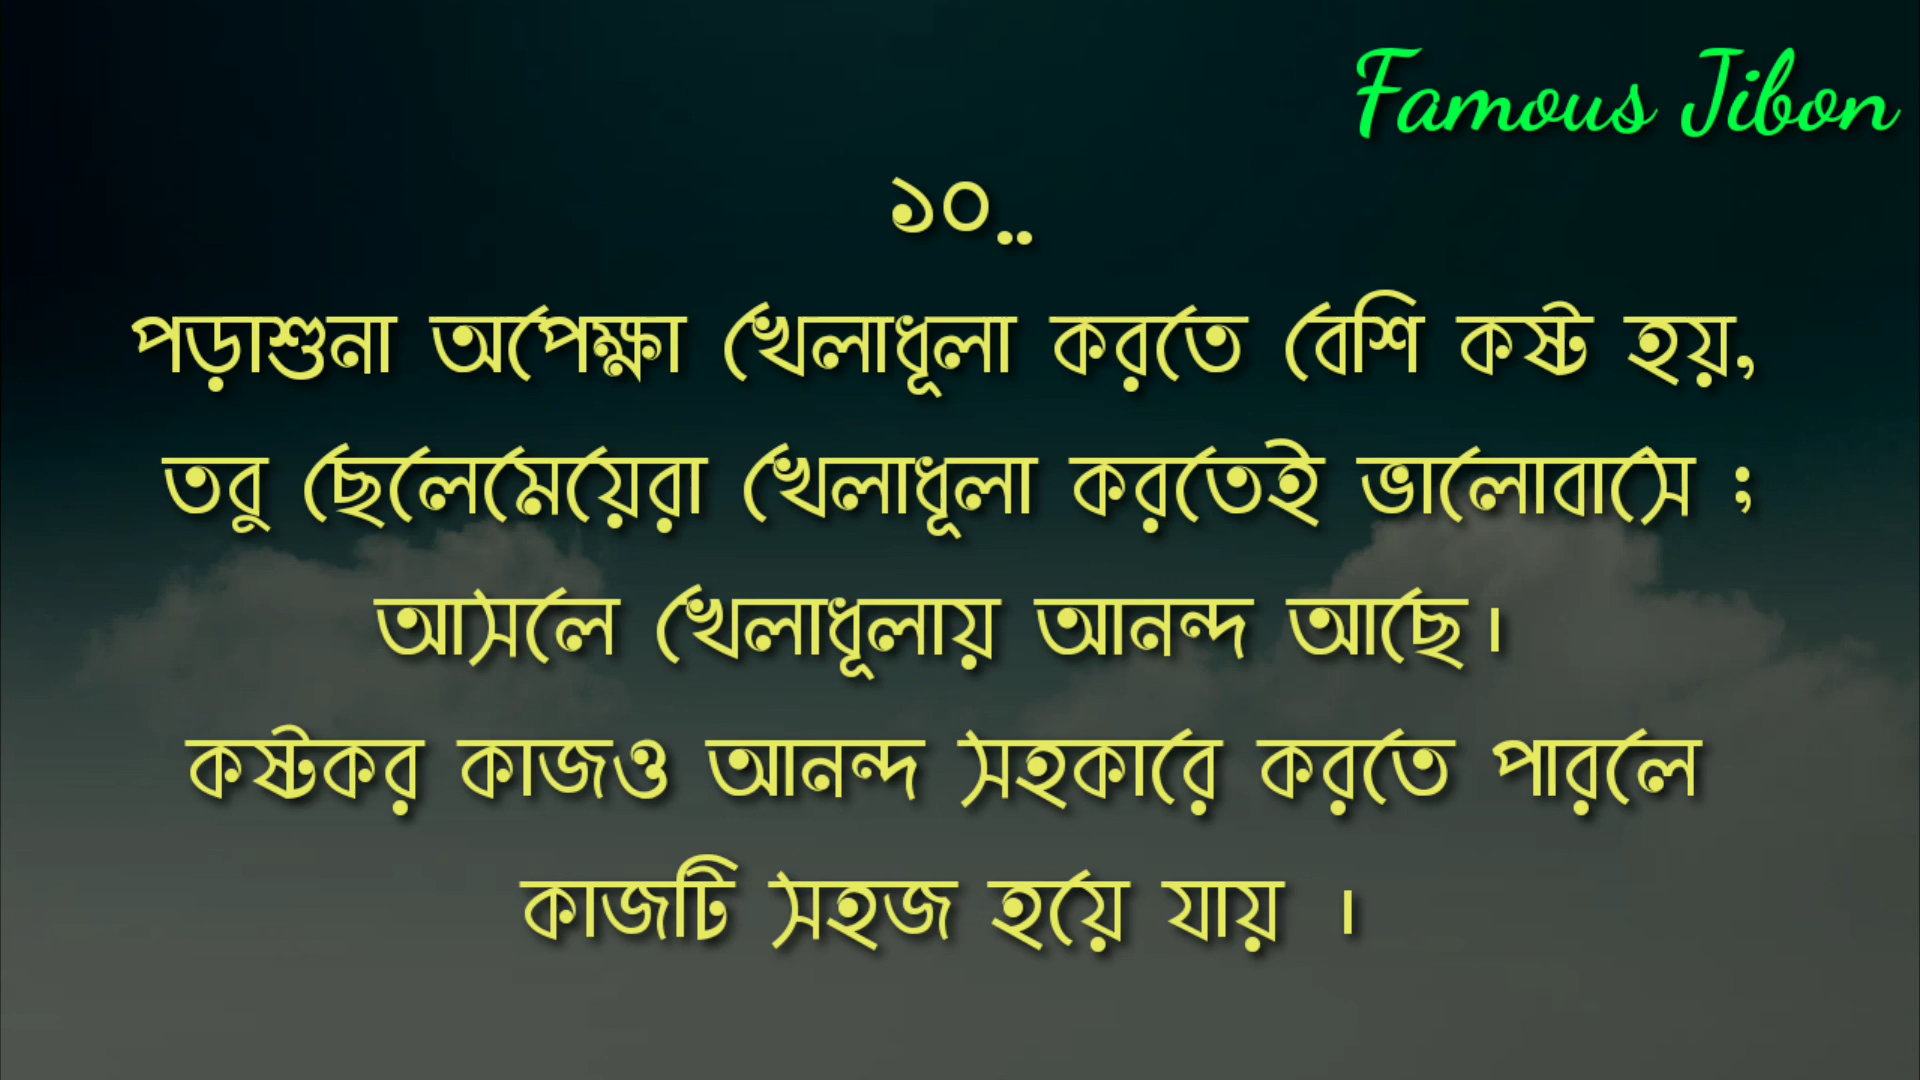 Famous Jibon
১০..
পড়াশুনা অপেক্ষা খেলাধূলা করতে বেশি কষ্ট হয়,
তবু ছেলেমেয়েরা খেলাধূলা করতেই ভালোবাসে ;
আসলে খেলাধূলায় আনন্দ আছে।
কষ্টকর কাজও আনন্দ সহকারে করতে পারলে
কাজটি সহজ হয়ে যায় ।